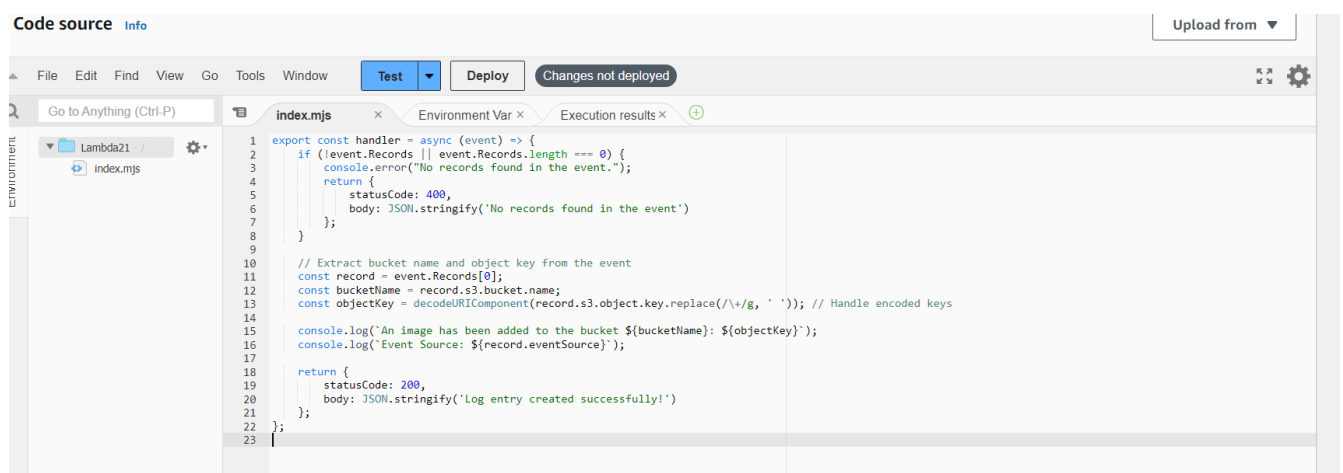 Code source Info
Upload from ▼
File Edit Find View Go Tools Window Test Deploy Changes not deployed
Go to Anything (Ctrl-P)
index.mjs × Environment Var × Execution results ×
Environment
Lambda21 - /
index.mjs
1 export const handler = async (event) => {
2     if (!event.Records || event.Records.length === 0) {
3         console.error("No records found in the event.");
4         return {
5             statusCode: 400,
6             body: JSON.stringify('No records found in the event')
7         };
8     }
9
10     // Extract bucket name and object key from the event
11     const record = event.Records[0];
12     const bucketName = record.s3.bucket.name;
13     const objectKey = decodeURIComponent(record.s3.object.key.replace(/\+/g, ' ')); // Handle encoded keys
14
15     console.log(`An image has been added to the bucket ${bucketName}: ${objectKey}`);
16     console.log(`Event Source: ${record.eventSource}`);
17
18     return {
19         statusCode: 200,
20         body: JSON.stringify('Log entry created successfully!')
21     };
22 };
23